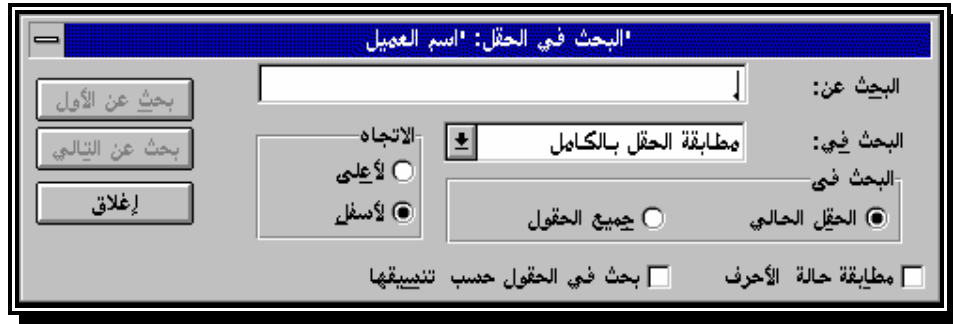 "البحث في الحقل: "اسم العميل
البحث عن:
البحث في:
مطابقة الحقل بالكامل
البحث فى
الحقل الحالي
جميع الحقول
الاتجاه
لأعلى
لأسفل
بحث عن الأول
بحث عن التالي
إغلاق
مطابقة حالة الأحرف
بحث في الحقول حسب تنسيقها